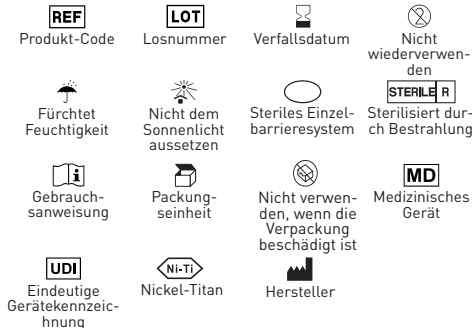 REF
LOT
Produkt-Code
Losnummer
Verfallsdatum
Nicht
wiederverwen-
den
2
STERILE R
Fürchtet
Feuchtigkeit
Nicht dem
Sonnenlicht
aussetzen
Steriles Einzel-
barrieresystem
Sterilisiert dur-
ch Bestrahlung
i
MD
Gebrauch-
sanweisung
Packung-
seinheit
Nicht verwen-
den, wenn die
Verpackung
beschädigt ist
Medizinisches
Gerät
UDI
Ni-Ti
Eindeutige
Gerätekennzeic-
hnung
Nickel-Titan
Hersteller